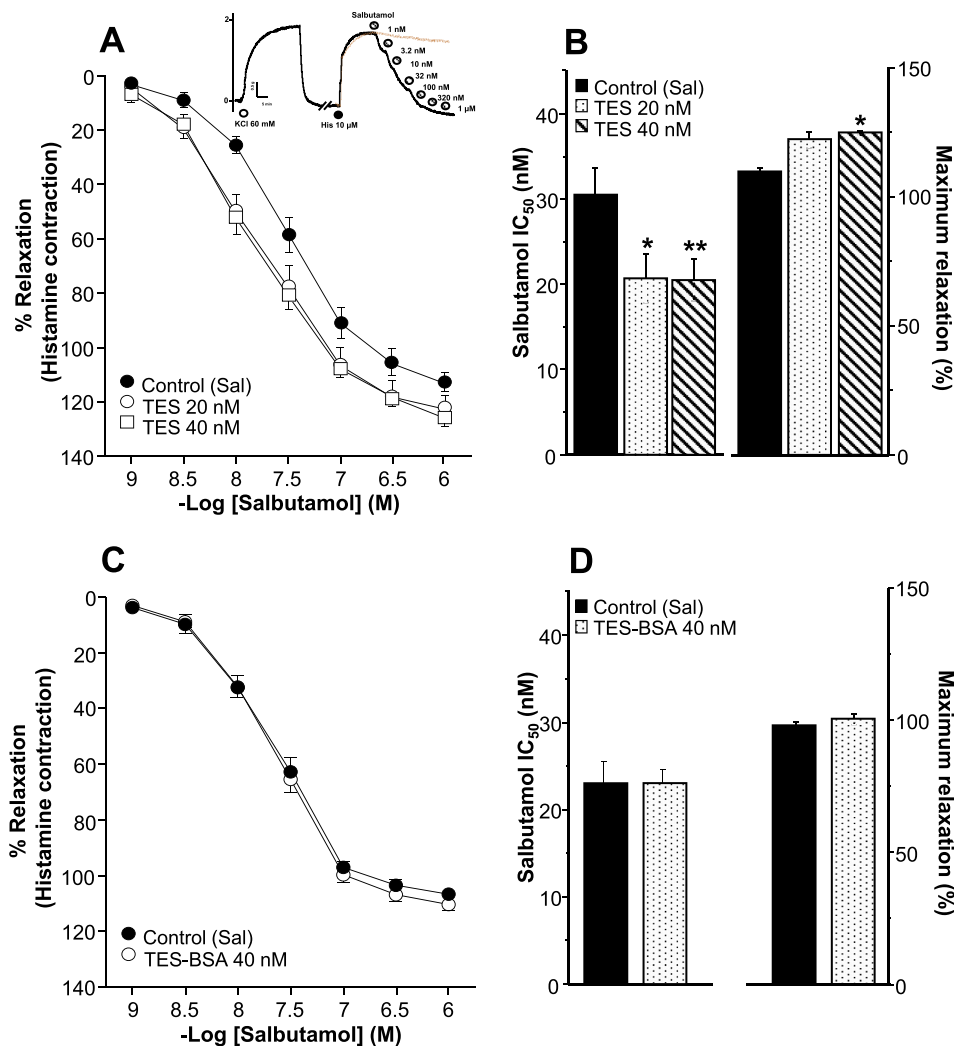 A
2
0
KCl 60 mM
5 min
His 10 µM
Salbutamol
1 nM
3.2 nM
10 nM
32 nM
100 nM
320 nM
1 µM
0
20
40
60
80
100
120
140
% Relaxation
(Histamine contraction)
Control (Sal)
TES 20 nM
TES 40 nM
9 8.5 8 7.5 7 6.5 6
-Log [Salbutamol] (M)
B
Control (Sal)
TES 20 nM
TES 40 nM
40
30
20
10
0
Salbutamol IC50 (nM)
* ** *
150
100
50
0
Maximum relaxation (%)
C
0
20
40
60
80
100
120
140
% Relaxation
(Histamine contraction)
Control (Sal)
TES-BSA 40 nM
9 8.5 8 7.5 7 6.5 6
-Log [Salbutamol] (M)
D
Control (Sal)
TES-BSA 40 nM
40
30
20
10
0
Salbutamol IC50 (nM)
150
100
50
0
Maximum relaxation (%)